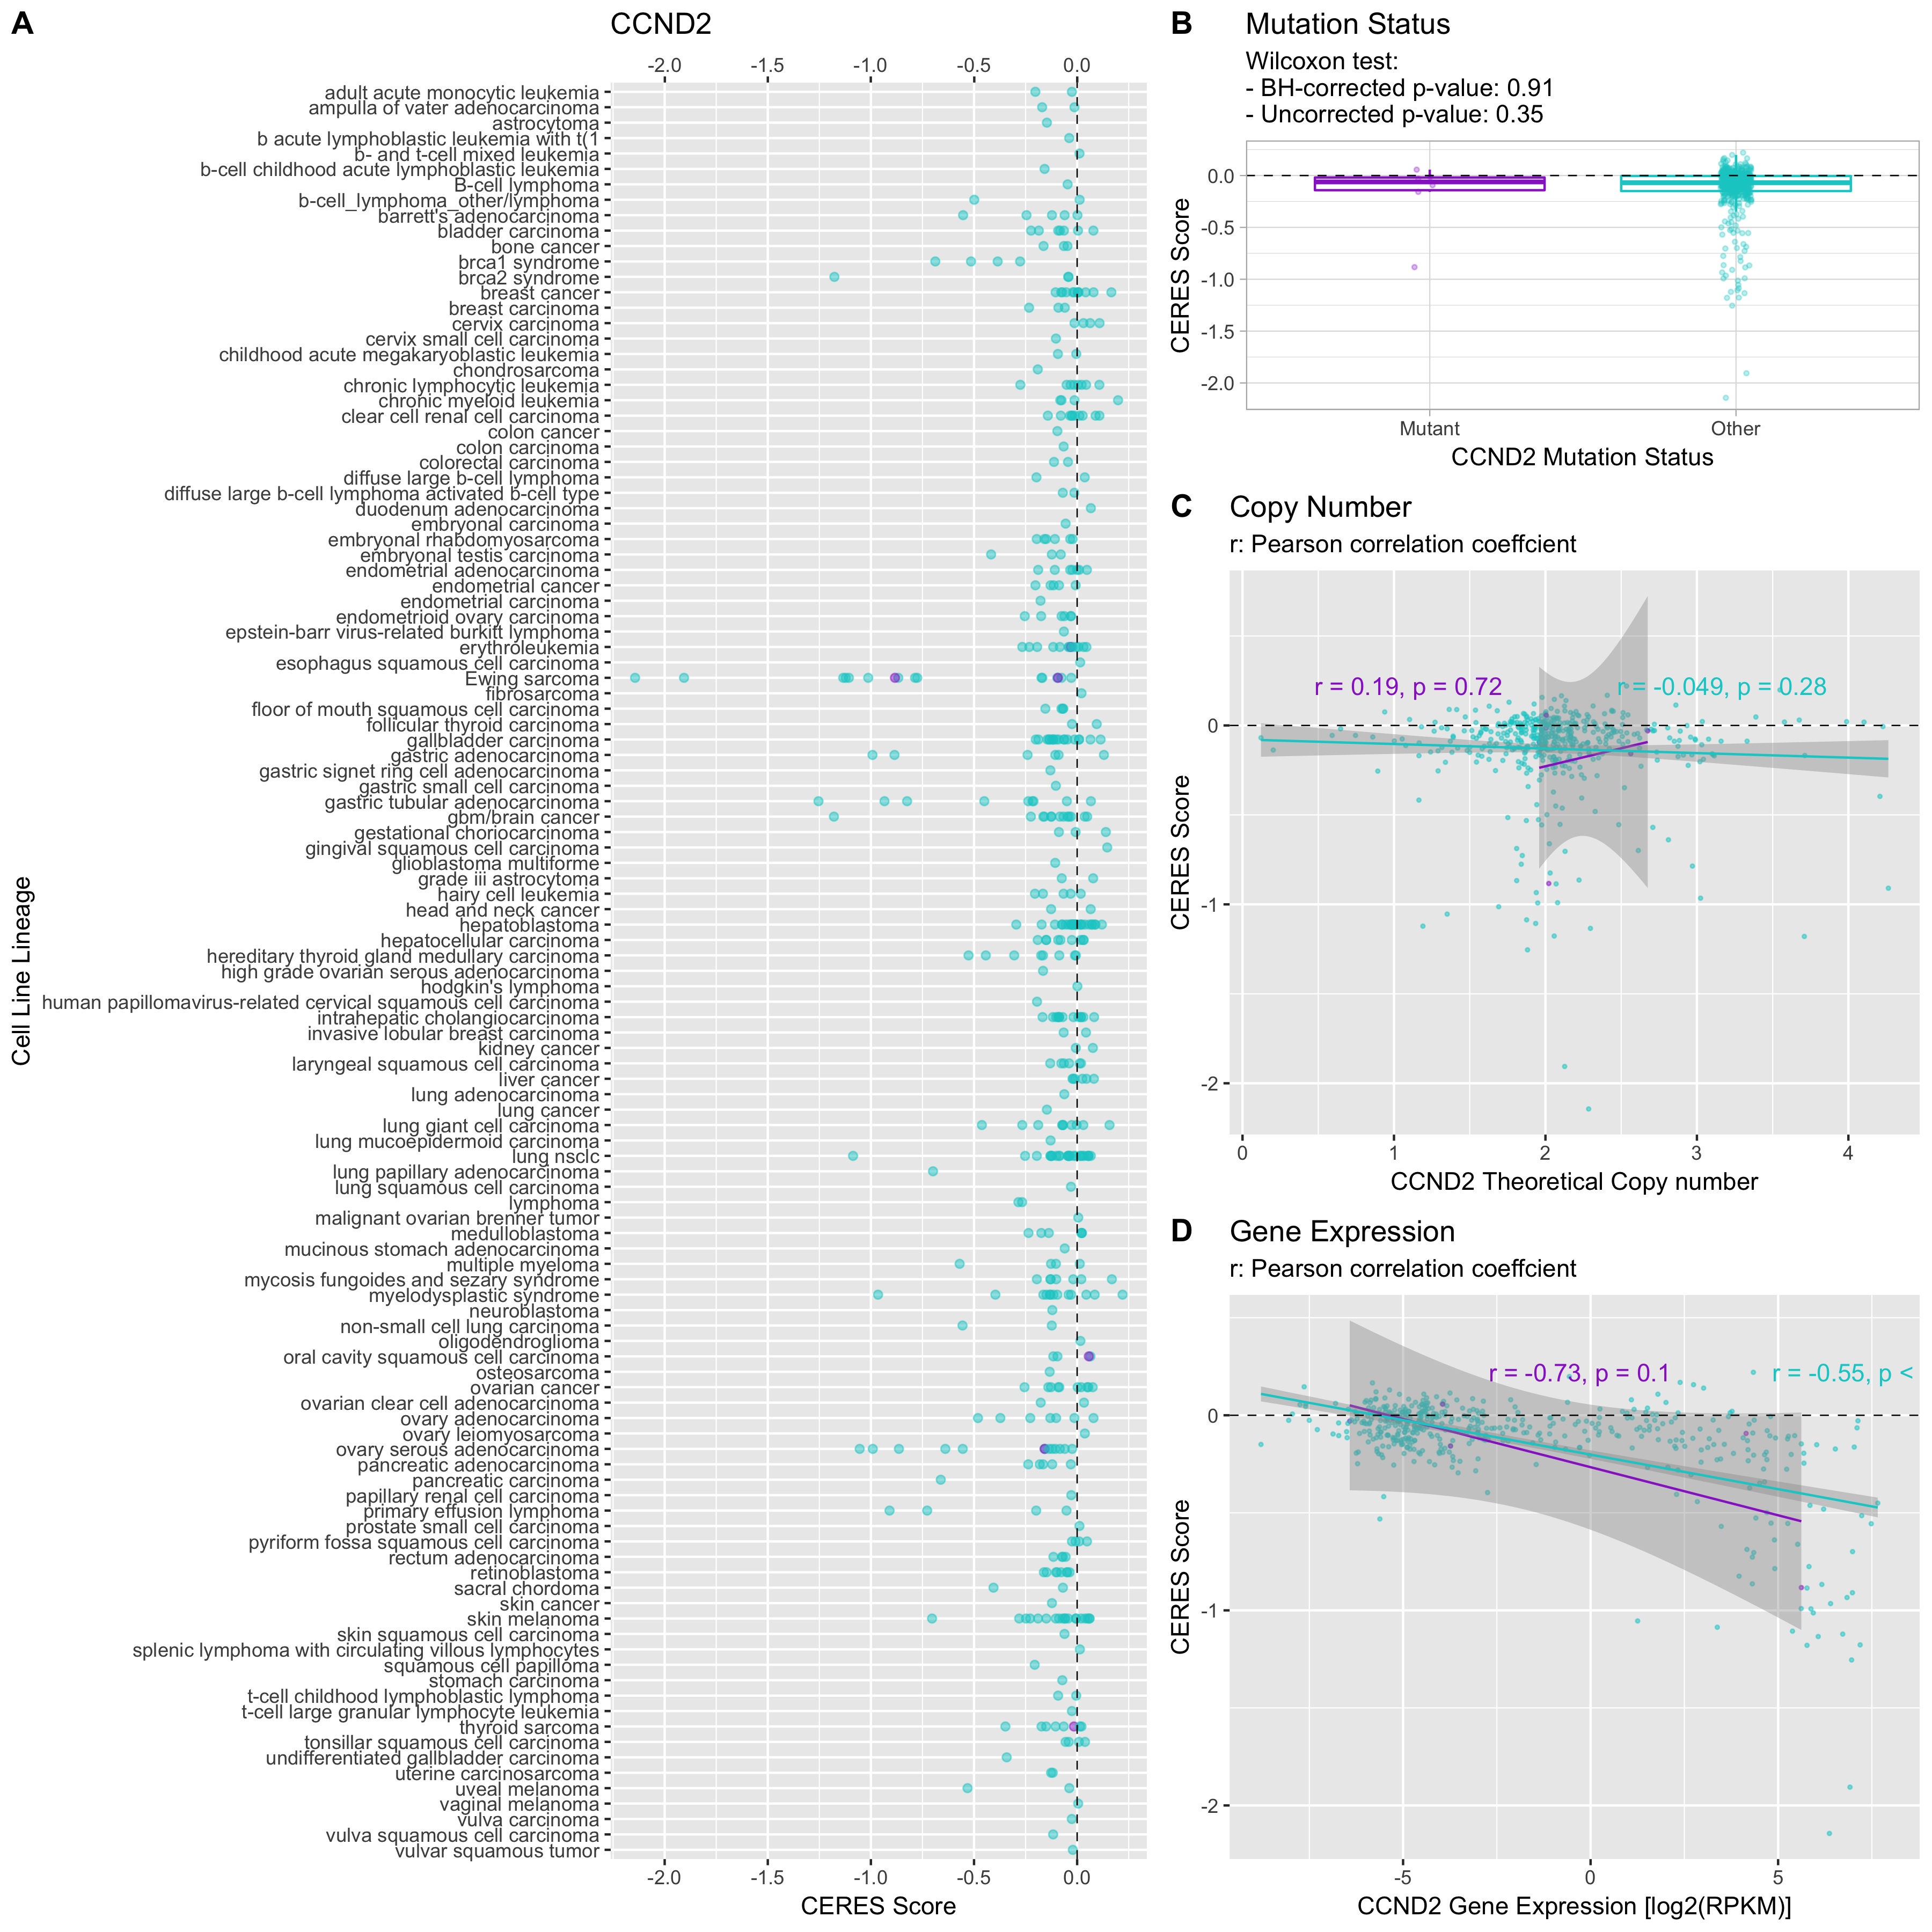 A
CCND2
-2.0 -1.5 -1.0 -0.5 0.0
Cell Line Lineage
adult acute monocytic leukemia
ampulla of vater adenocarcinoma
astrocytoma
b acute lymphoblastic leukemia with t(1
b- and t-cell mixed leukemia
b-cell childhood acute lymphoblastic leukemia
B-cell lymphoma
b-cell_lymphoma_other/lymphoma
barrett's adenocarcinoma
bladder carcinoma
bone cancer
brca1 syndrome
brca2 syndrome
breast cancer
breast carcinoma
cervix carcinoma
cervix small cell carcinoma
childhood acute megakaryoblastic leukemia
chondrosarcoma
chronic lymphocytic leukemia
chronic myeloid leukemia
clear cell renal cell carcinoma
colon cancer
colon carcinoma
colorectal carcinoma
diffuse large b-cell lymphoma
diffuse large b-cell lymphoma activated b-cell type
duodenum adenocarcinoma
embryonal carcinoma
embryonal rhabdomyosarcoma
embryonal testis carcinoma
endometrial adenocarcinoma
endometrial cancer
endometrial carcinoma
endometrioid ovary carcinoma
epstein-barr virus-related burkitt lymphoma
erythroleukemia
esophagus squamous cell carcinoma
Ewing sarcoma
fibrosarcoma
floor of mouth squamous cell carcinoma
follicular thyroid carcinoma
gallbladder carcinoma
gastric adenocarcinoma
gastric signet ring cell adenocarcinoma
gastric small cell carcinoma
gastric tubular adenocarcinoma
gbm/brain cancer
gestational choriocarcinoma
gingival squamous cell carcinoma
glioblastoma multiforme
grade iii astrocytoma
hairy cell leukemia
head and neck cancer
hepatoblastoma
hepatocellular carcinoma
hereditary thyroid gland medullary carcinoma
high grade ovarian serous adenocarcinoma
hodgkin's lymphoma
human papillomavirus-related cervical squamous cell carcinoma
intrahepatic cholangiocarcinoma
invasive lobular breast carcinoma
kidney cancer
laryngeal squamous cell carcinoma
liver cancer
lung adenocarcinoma
lung cancer
lung giant cell carcinoma
lung mucoepidermoid carcinoma
lung nsclc
lung papillary adenocarcinoma
lung squamous cell carcinoma
lymphoma
malignant ovarian brenner tumor
medulloblastoma
mucinous stomach adenocarcinoma
multiple myeloma
mycosis fungoides and sezary syndrome
myelodysplastic syndrome
neuroblastoma
non-small cell lung carcinoma
oligodendroglioma
oral cavity squamous cell carcinoma
osteosarcoma
ovarian cancer
ovarian clear cell adenocarcinoma
ovary adenocarcinoma
ovary leiomyosarcoma
ovary serous adenocarcinoma
pancreatic adenocarcinoma
pancreatic carcinoma
papillary renal cell carcinoma
primary effusion lymphoma
prostate small cell carcinoma
pyriform fossa squamous cell carcinoma
rectum adenocarcinoma
retinoblastoma
sacral chordoma
skin cancer
skin melanoma
skin squamous cell carcinoma
splenic lymphoma with circulating villous lymphocytes
squamous cell papilloma
stomach carcinoma
t-cell childhood lymphoblastic lymphoma
t-cell large granular lymphocyte leukemia
thyroid sarcoma
tonsillar squamous cell carcinoma
undifferentiated gallbladder carcinoma
uterine carcinosarcoma
uveal melanoma
vaginal melanoma
vulva carcinoma
vulva squamous cell carcinoma
vulvar squamous tumor
-2.0 -1.5 -1.0 -0.5 0.0
CERES Score
B
Mutation Status
Wilcoxon test:
- BH-corrected p-value: 0.91
- Uncorrected p-value: 0.35
CERES Score
0.0
-0.5
-1.0
-1.5
-2.0
Mutant Other
CCND2 Mutation Status
C
Copy Number
r: Pearson correlation coeffcient
r = 0.19, p = 0.72 r = -0.049, p = 0.28
CERES Score
0
-1
-2
0 1 2 3 4
CCND2 Theoretical Copy number
D
Gene Expression
r: Pearson correlation coeffcient
r = -0.73, p = 0.1 r = -0.55, p <
CERES Score
0
-1
-2
-5 0 5
CCND2 Gene Expression [log2(RPKM)]